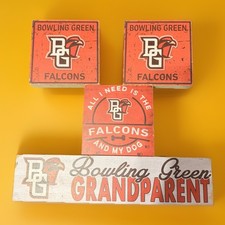 BOWLING GREEN
BG
FALCONS
BOWLING GREEN
BG
FALCONS
ALL I NEED IS THE
BG
FALCONS
AND MY DOG
BG
Bowling Green
GRANDPARENT